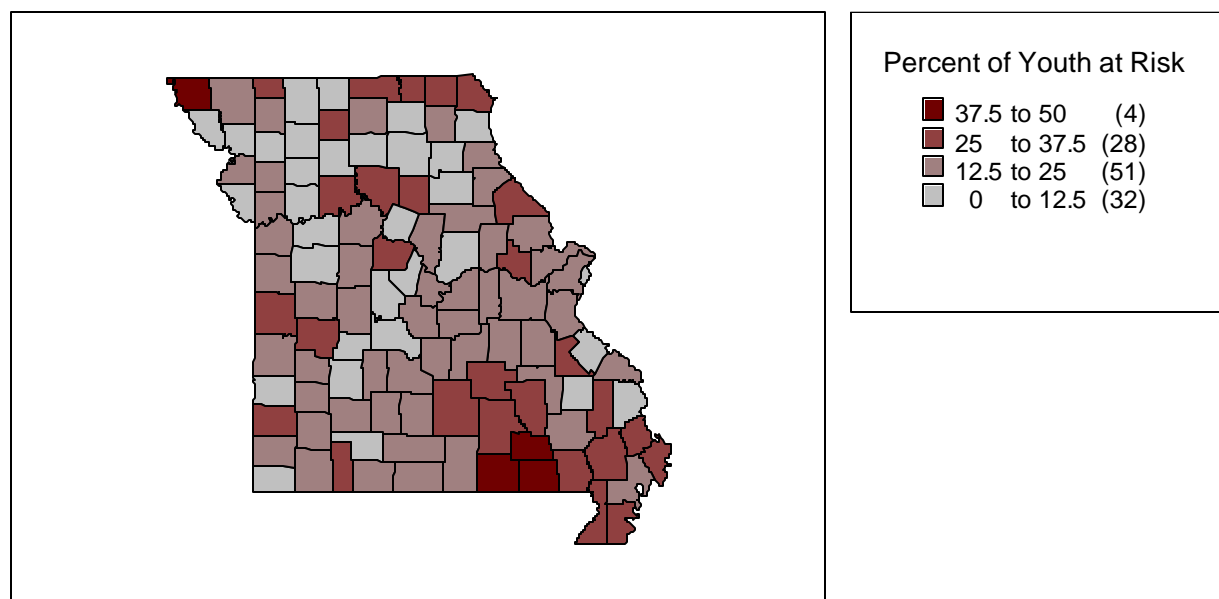 Percent of Youth at Risk
37.5 to 50 (4)
25 to 37.5 (28)
12.5 to 25 (51)
0 to 12.5 (32)